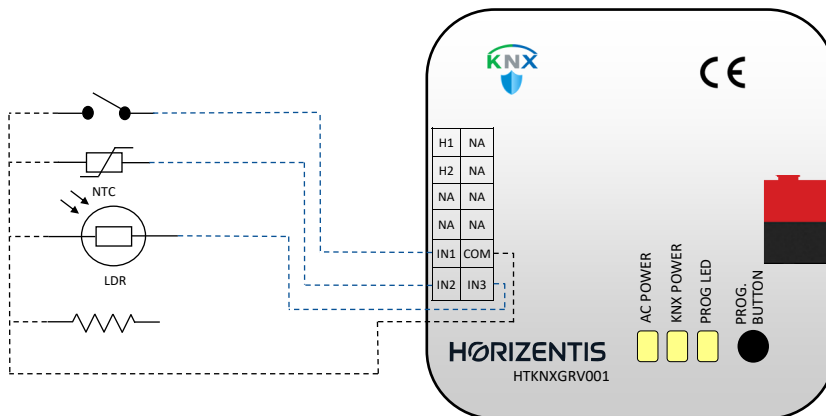 KNX
CE
H1 NA
H2 NA
NA NA
NA NA
IN1 COM
IN2 IN3
NTC
LDR
AC POWER
KNX POWER
PROG LED
PROG.
BUTTON
HORIZENTIS
HTKNXGRV001